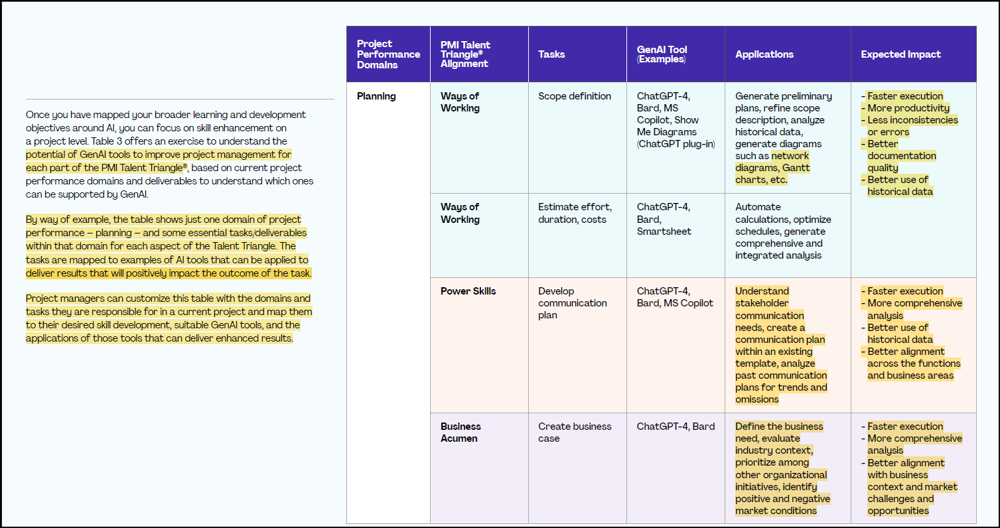 Once you have mapped your broader learning and development
objectives around AI, you can focus on skill enhancement on
a project level. Table 3 offers an exercise to understand the
potential of GenAI tools to improve project management for
each part of the PMI Talent Triangle®, based on current project
performance domains and deliverables to understand which ones
can be supported by GenAI.
By way of example, the table shows just one domain of project
performance – planning – and some essential tasks/deliverables
within that domain for each aspect of the Talent Triangle. The
tasks are mapped to examples of AI tools that can be applied to
deliver results that will positively impact the outcome of the task.
Project managers can customize this table with the domains and
tasks they are responsible for in a current project and map them
to their desired skill development, suitable GenAI tools, and the
applications of those tools that can deliver enhanced results.
Project
Performance
Domains
PMI Talent
Triangle®
Alignment
Tasks
GenAI Tool
(Examples)
Applications
Expected Impact
Planning
Ways of
Working
Scope definition
ChatGPT-4,
Bard, MS
Copilot, Show
Me Diagrams
(ChatGPT plug-in)
Generate preliminary
plans, refine scope
description, analyze
historical data,
generate diagrams
such as network
diagrams, Gantt
charts, etc.
- Faster execution
- More productivity
- Less inconsistencies
or errors
- Better
documentation
quality
- Better use of
historical data
Ways of
Working
Estimate effort,
duration, costs
ChatGPT-4,
Bard,
Smartsheet
Automate
calculations, optimize
schedules, generate
comprehensive and
integrated analysis
Power Skills
Develop
communication
plan
ChatGPT-4,
Bard, MS Copilot
Understand
stakeholder
communication
needs, create a
communication plan
within an existing
template, analyze
past communication
plans for trends and
omissions
- Faster execution
- More comprehensive
analysis
- Better use of
historical data
- Better alignment
across the functions
and business areas
Business
Acumen
Create business
case
ChatGPT-4, Bard
Define the business
need, evaluate
industry context,
prioritize among
other organizational
initiatives, identify
positive and negative
market conditions
- Faster execution
- More comprehensive
analysis
- Better alignment
with business
context and market
challenges and
opportunities